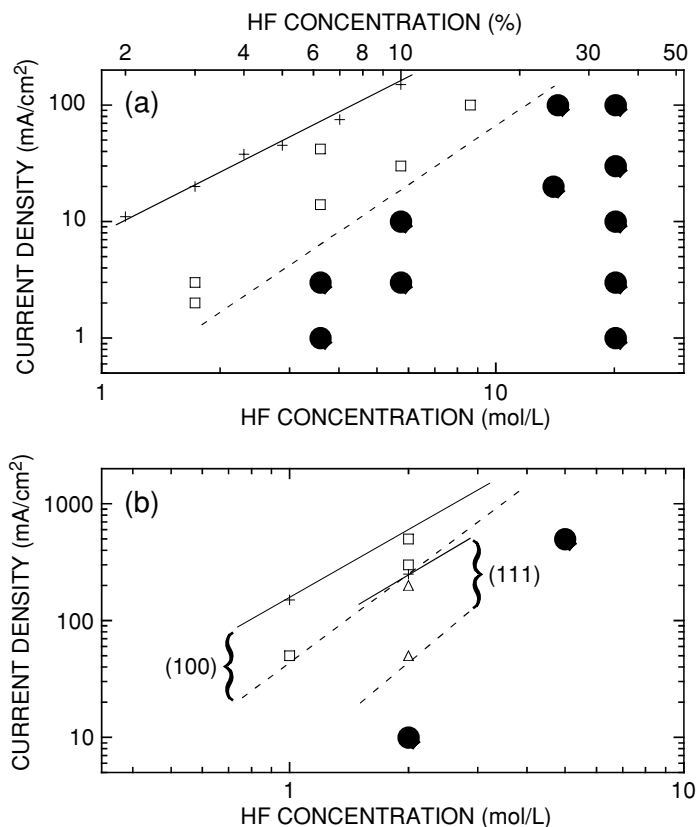 HF CONCENTRATION (%)
2 4 6 8 10 30 50
(a)
CURRENT DENSITY (mA/cm²)
100
10
1
1 10
HF CONCENTRATION (mol/L)
(b)
CURRENT DENSITY (mA/cm²)
1000
100
10
(111)
(100)
1 10
HF CONCENTRATION (mol/L)